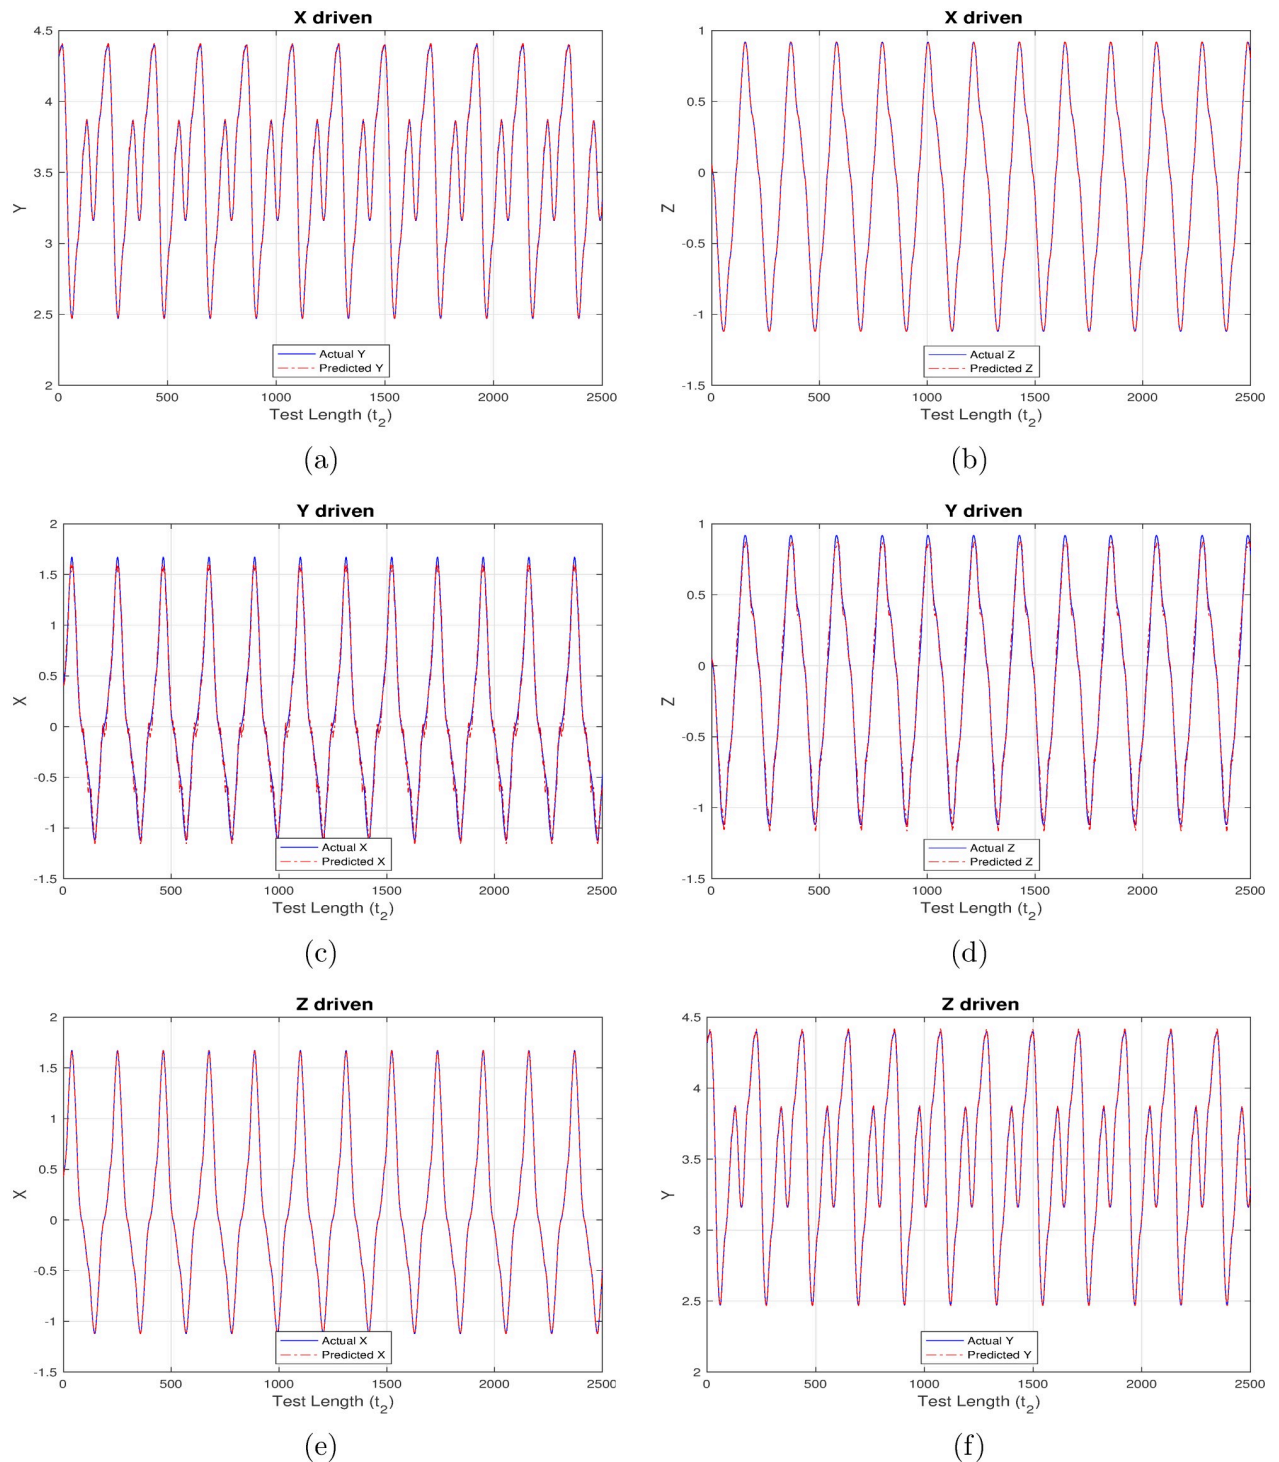 X driven
4.5
4
3.5
3
2.5
2
Y
0 500 1000 1500 2000 2500
Test Length (t2)
Actual Y
Predicted Y
(a)
X driven
1
0.5
0
-0.5
-1
-1.5
Z
0 500 1000 1500 2000 2500
Test Length (t2)
Actual Z
Predicted Z
(b)
Y driven
2
1.5
1
0.5
0
-0.5
-1
-1.5
X
0 500 1000 1500 2000 2500
Test Length (t2)
Actual X
Predicted X
(c)
Y driven
1
0.5
0
-0.5
-1
-1.5
Z
0 500 1000 1500 2000 2500
Test Length (t2)
Actual Z
Predicted Z
(d)
Z driven
2
1.5
1
0.5
0
-0.5
-1
-1.5
X
0 500 1000 1500 2000 2500
Test Length (t2)
Actual X
Predicted X
(e)
Z driven
4.5
4
3.5
3
2.5
2
Y
0 500 1000 1500 2000 2500
Test Length (t2)
Actual Y
Predicted Y
(f)